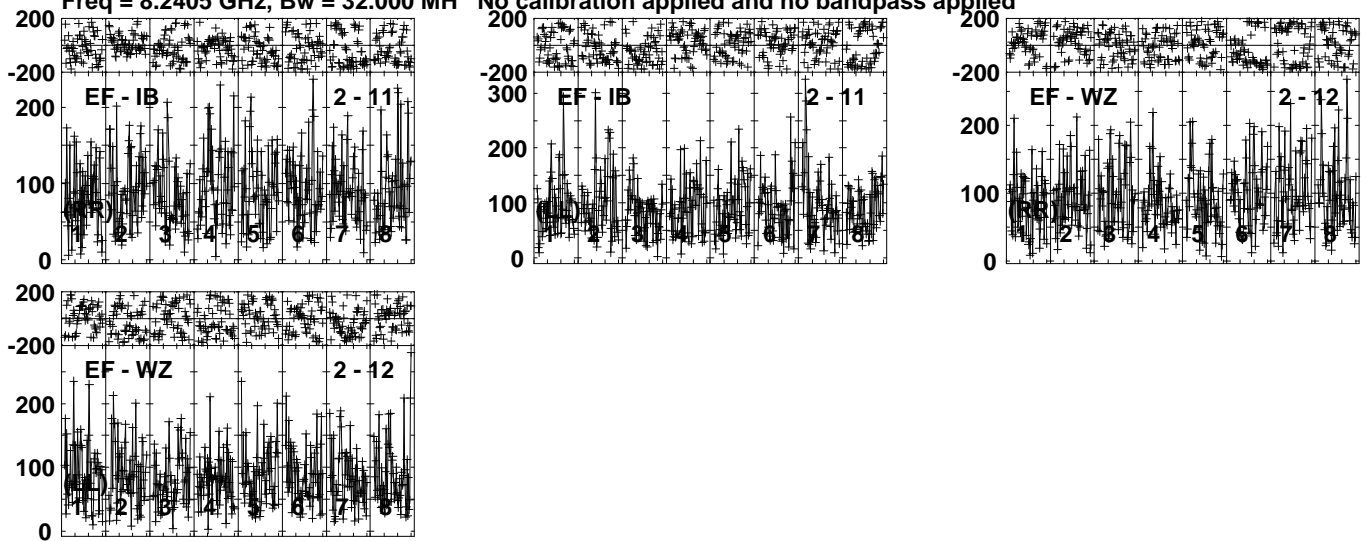 Freq = 8.2405 GHz, Bw = 32.000 MH No calibration applied and no bandpass applied
200
-200
EF - IB 2 - 11
200
100
0
(RR)
1 2 3 4 5 6 7 8
-200
200
EF - IB 2 - 11
300
200
100
0
(LL)
1 2 3 4 5 6 7 8
200
-200
EF - WZ 2 - 12
200
100
0
(RR)
1 2 3 4 5 6 7 8
200
-200
EF - WZ 2 - 12
200
100
0
(LL)
1 2 3 4 5 6 7 8